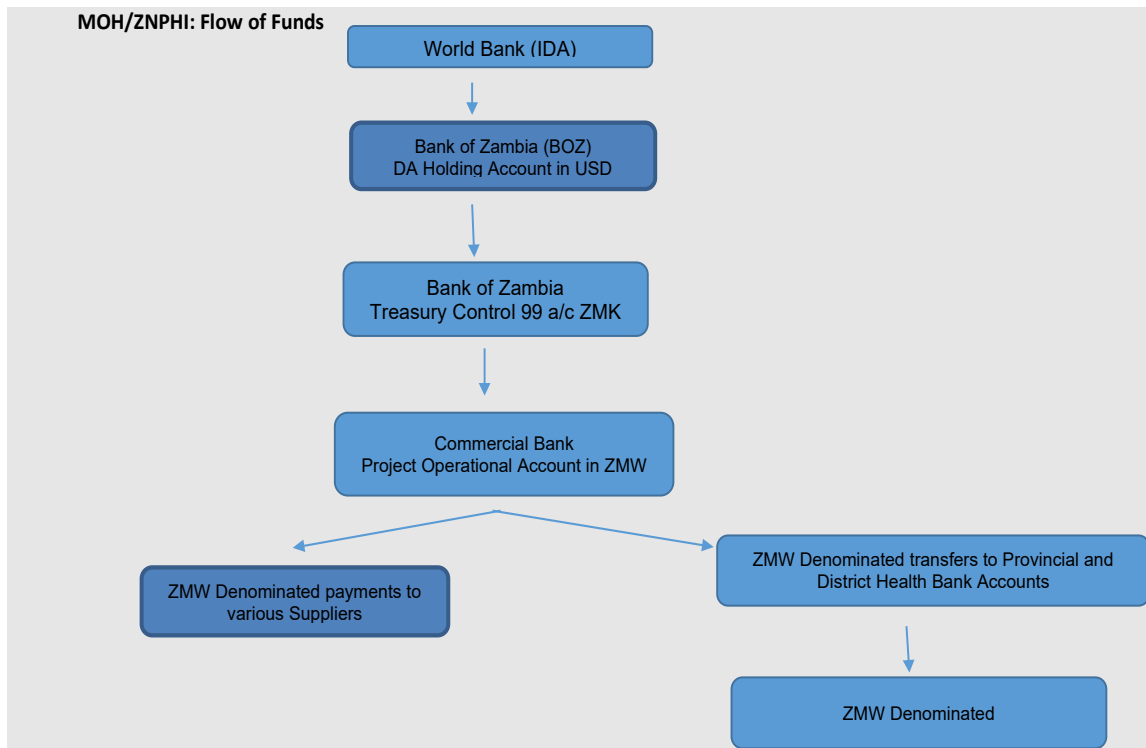 MOH/ZNPHI: Flow of Funds
World Bank (IDA)
Bank of Zambia (BOZ)
DA Holding Account in USD
Bank of Zambia
Treasury Control 99 a/c ZMK
Commercial Bank
Project Operational Account in ZMW
ZMW Denominated payments to
various Suppliers
ZMW Denominated transfers to Provincial and
District Health Bank Accounts
ZMW Denominated